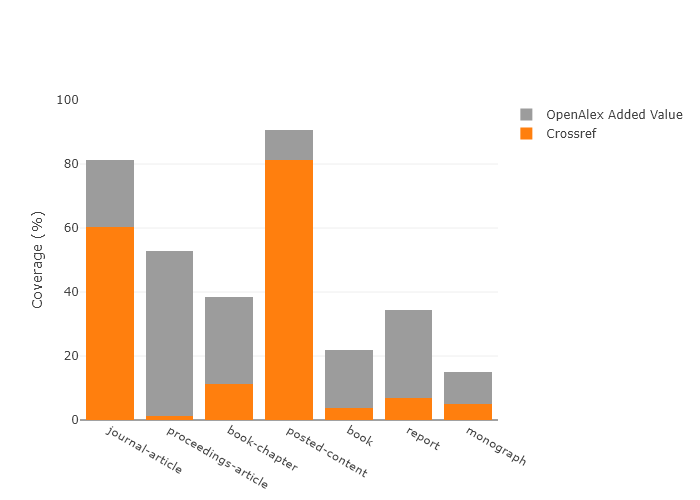 100
80
60
40
20
0
Coverage (%)
OpenAlex Added Value
Crossref
journal-article
proceedings-article
book-chapter
posted-content
book
report
monograph